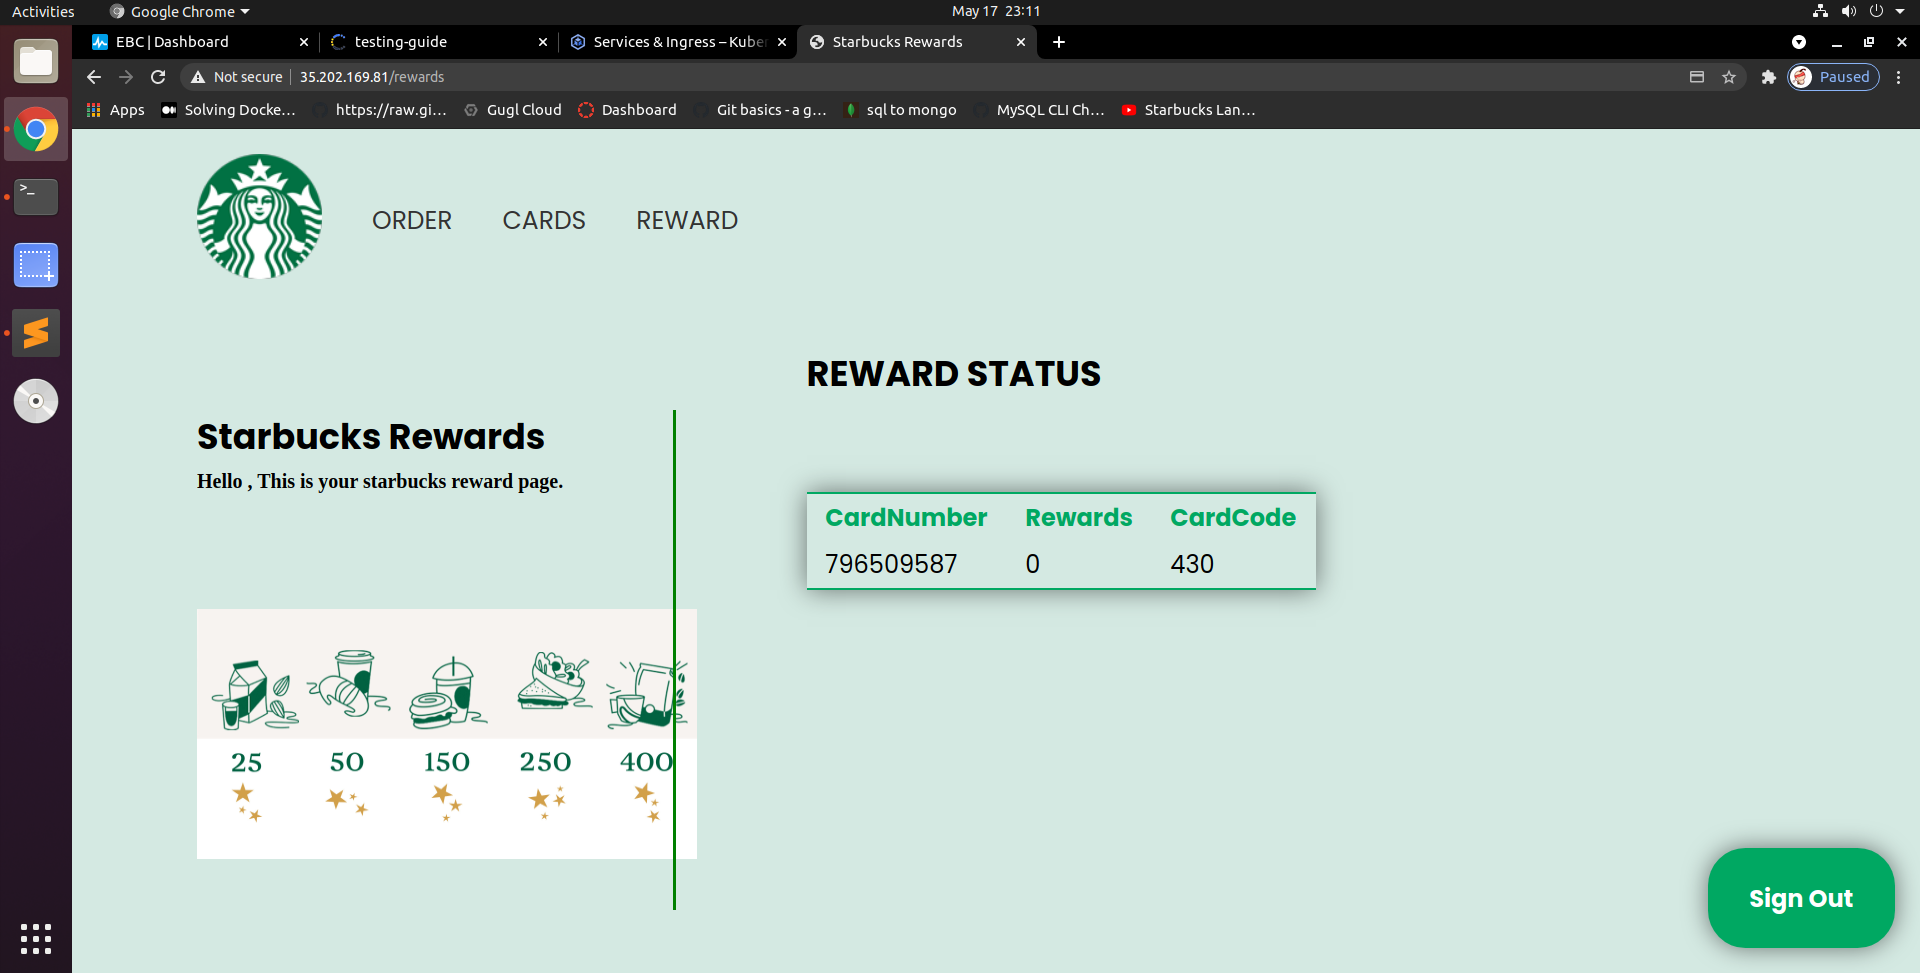 Activities Google Chrome May 17 23:11
EBC | Dashboard testing-guide Services & Ingress – Kuber Starbucks Rewards
Not secure 35.202.169.81/rewards Paused
Apps Solving Docke... https://raw.gi... Gugl Cloud Dashboard Git basics - a g... sql to mongo MySQL CLI Ch... Starbucks Lan...
ORDER CARDS REWARD
REWARD STATUS
Starbucks Rewards
Hello , This is your starbucks reward page.
CardNumber Rewards CardCode
796509587 0 430
25 50 150 250 400
Sign Out